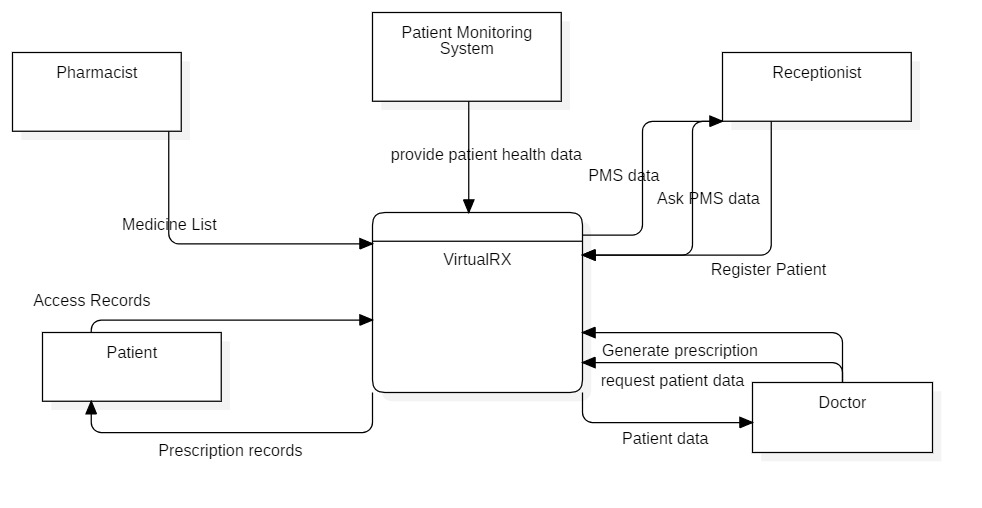 Patient Monitoring
System
Pharmacist
Receptionist
provide patient health data
PMS data
Ask PMS data
Medicine List
VirtualRX
Register Patient
Access Records
Patient
Generate prescription
request patient data
Doctor
Patient data
Prescription records